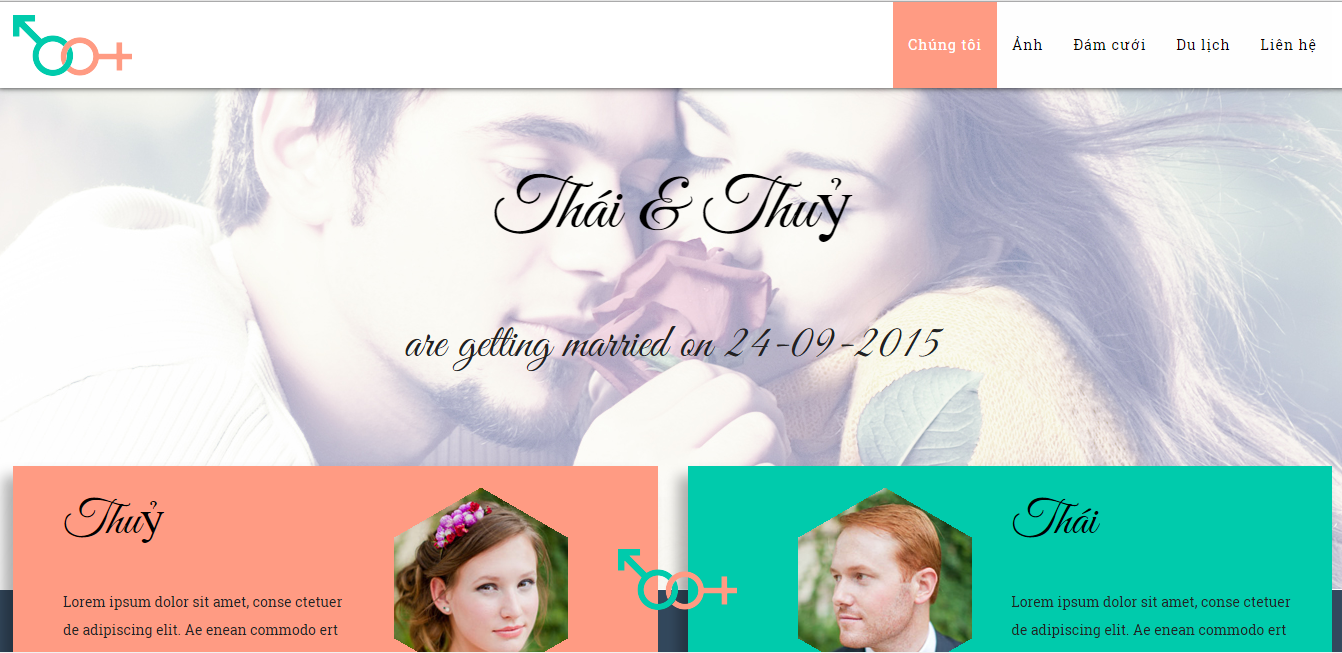 Chúng tôi Ảnh Đám cưới Du lịch Liên hệ
Thái & Thuỷ
are getting married on 24-09-2015
Thuỷ
Lorem ipsum dolor sit amet, conse ctetuer
de adipiscing elit. Ae enean commodo ert
Thái
Lorem ipsum dolor sit amet, conse ctetuer
de adipiscing elit. Ae enean commodo ert